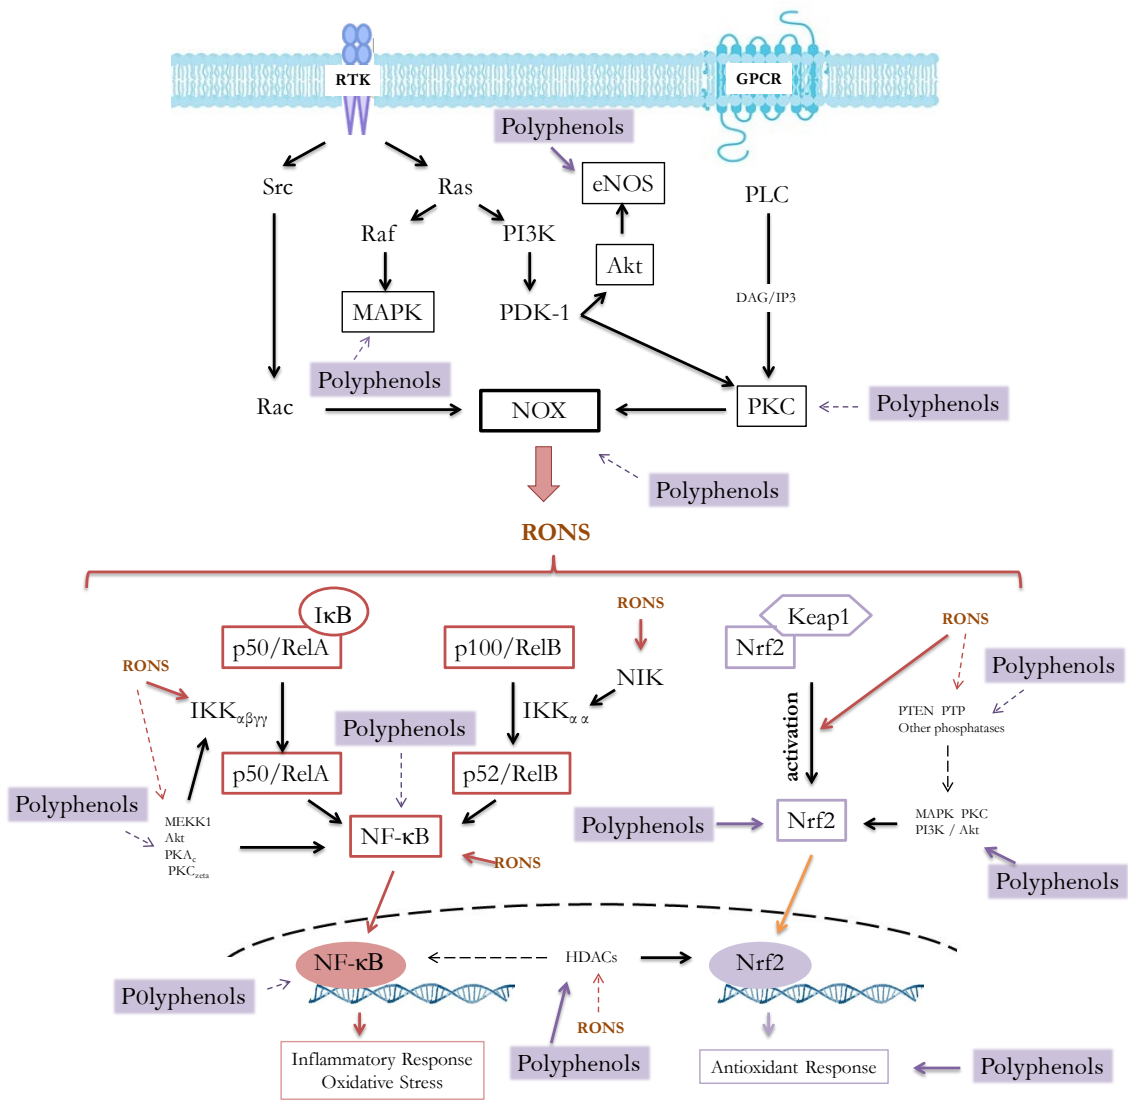 RTK
GPCR
Polyphenols
Src
Ras
eNOS
PLC
Raf
PI3K
Akt
DAG/IP3
MAPK
PDK-1
Polyphenols
Rac
NOX
PKC
Polyphenols
Polyphenols
RONS
IκB
p50/RelA
p100/RelB
RONS
Keap1
Nrf2
RONS
RONS
NIK
Polyphenols
IKKαβγγ
IKKα α
PTEN PTP
Other phosphatases
Polyphenols
activation
p50/RelA
p52/RelB
Polyphenols
MEKK1
Akt
PKAc
PKCzeta
NF-κB
Polyphenols
Nrf2
MAPK PKC
PI3K / Akt
RONS
Polyphenols
NF-κB
HDACs
Nrf2
P0lyphenols
RONS
Polyphenols
Inflammatory Response
Oxidative Stress
Antioxidant Response
Polyphenols